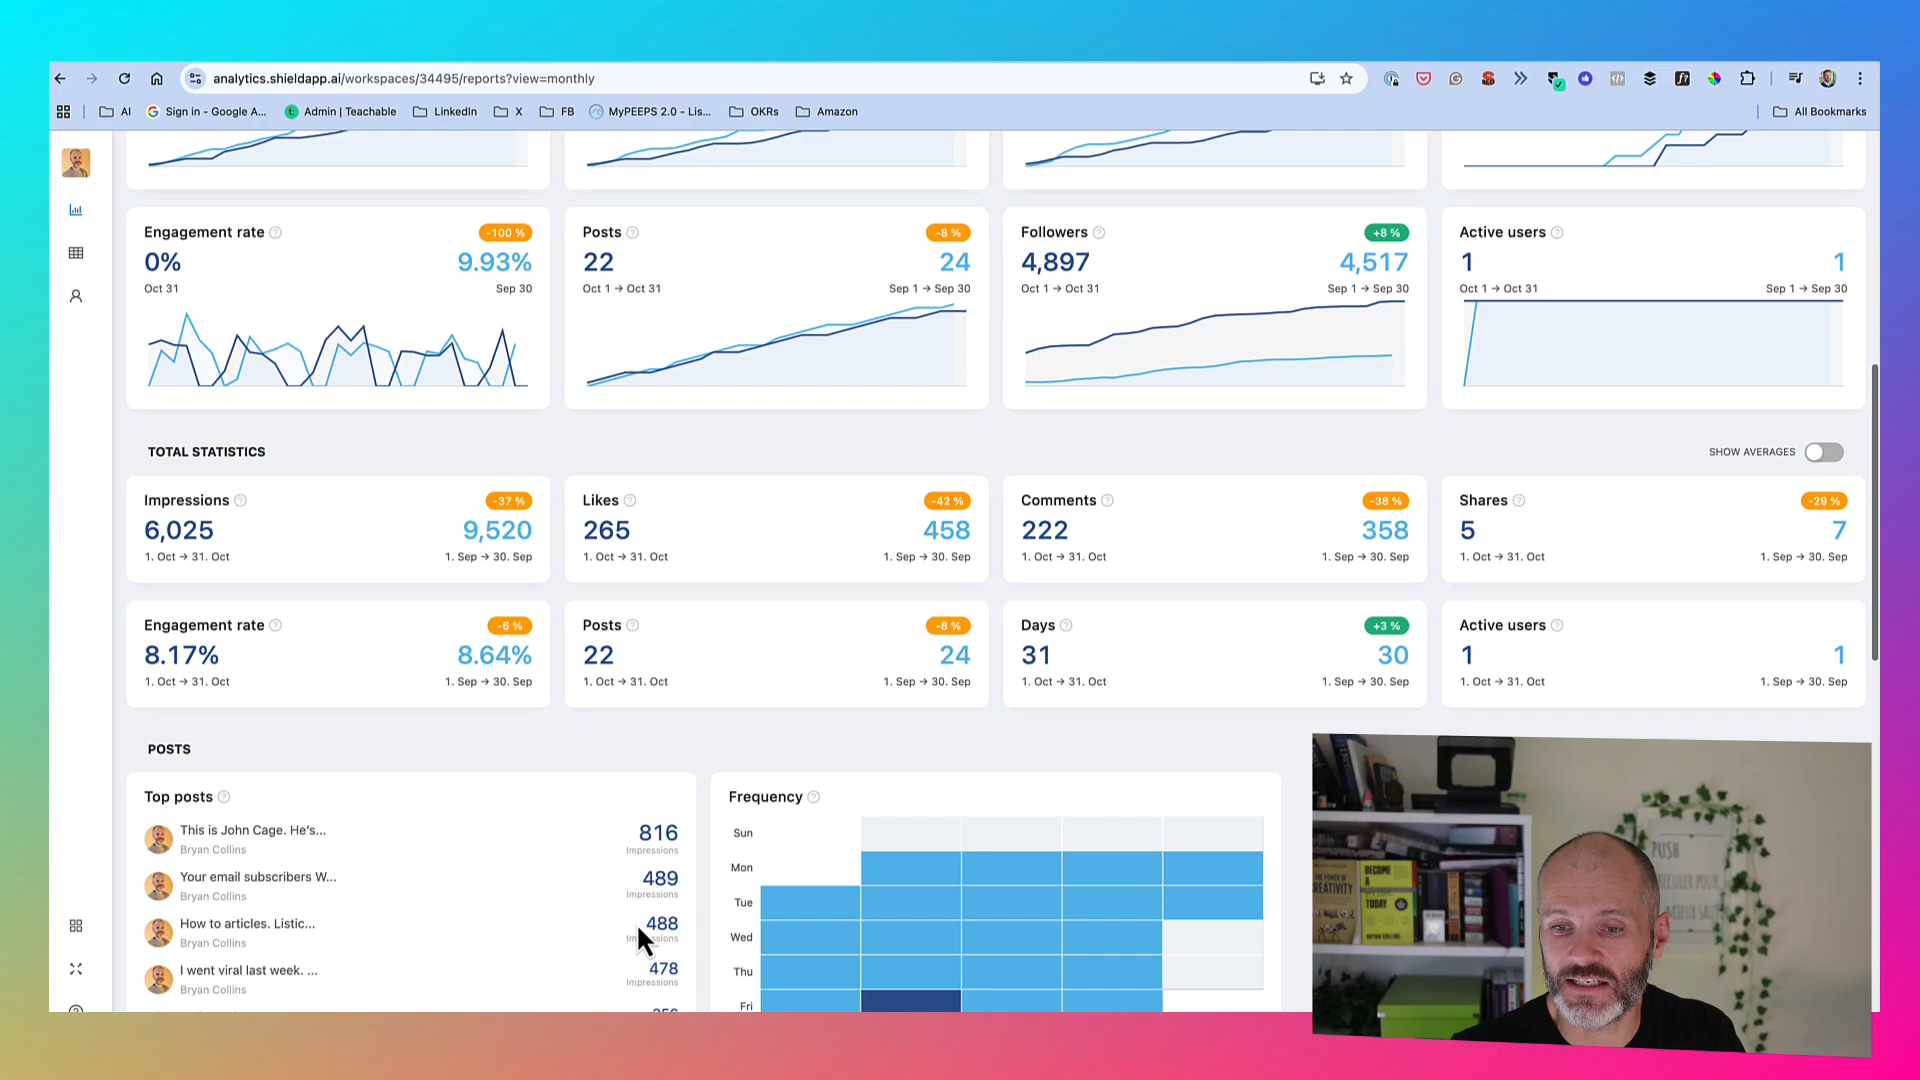 analytics.shieldapp.ai/workspaces/34495/reports?view=monthly
AI Sign in - Google A... Admin | Teachable LinkedIn X FB MyPEEPS 2.0 - Lis... OKRs Amazon All Bookmarks
Engagement rate -100 %
0% 9.93%
Oct 31 Sep 30
Posts -8 %
22 24
Oct 1 → Oct 31 Sep 1 → Sep 30
Followers +8 %
4,897 4,517
Oct 1 → Oct 31 Sep 1 → Sep 30
Active users
1 1
Oct 1 → Oct 31 Sep 1 → Sep 30
TOTAL STATISTICS SHOW AVERAGES
Impressions -37 %
6,025 9,520
1. Oct → 31. Oct 1. Sep → 30. Sep
Likes -42 %
265 458
1. Oct → 31. Oct 1. Sep → 30. Sep
Comments -38 %
222 358
1. Oct → 31. Oct 1. Sep → 30. Sep
Shares -29 %
5 7
1. Oct → 31. Oct 1. Sep → 30. Sep
Engagement rate -6 %
8.17% 8.64%
1. Oct → 31. Oct 1. Sep → 30. Sep
Posts -8 %
22 24
1. Oct → 31. Oct 1. Sep → 30. Sep
Days +3 %
31 30
1. Oct → 31. Oct 1. Sep → 30. Sep
Active users
1 1
1. Oct → 31. Oct 1. Sep → 30. Sep
POSTS
Top posts
This is John Cage. He's... 816
Bryan Collins Impressions
Your email subscribers W... 489
Bryan Collins Impressions
How to articles. Listic... 488
Bryan Collins
I went viral last week. ... 478
Bryan Collins Impressions
Frequency
Sun
Mon
Tue
Wed
Thu
Fri
PUSH
CREATIVITY
BECOME
A
TODAY
BRYAN COLLINS